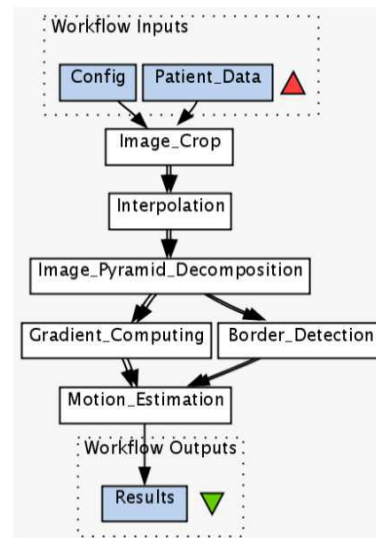 Workflow Inputs
Config
Patient_Data
Image_Crop
Interpolation
Image_Pyramid_Decomposition
Gradient_Computing
Border_Detection
Motion_Estimation
Workflow Outputs
Results